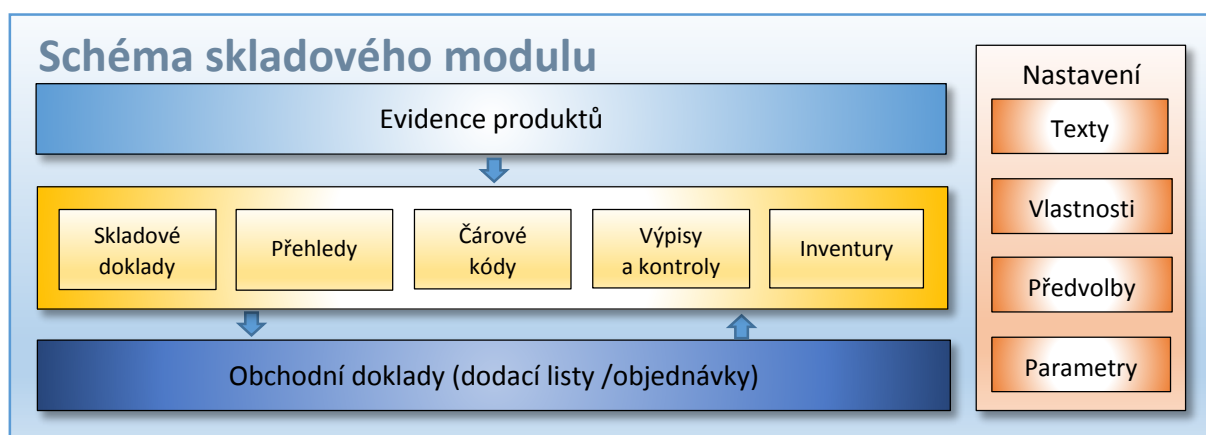 Schéma skladového modulu
Evidence produktů
Skladové
doklady
Přehledy
Čárové
kódy
Výpisy
a kontroly
Inventury
Obchodní doklady (dodací listy /objednávky)
Nastavení
Texty
Vlastnosti
Předvolby
Parametry